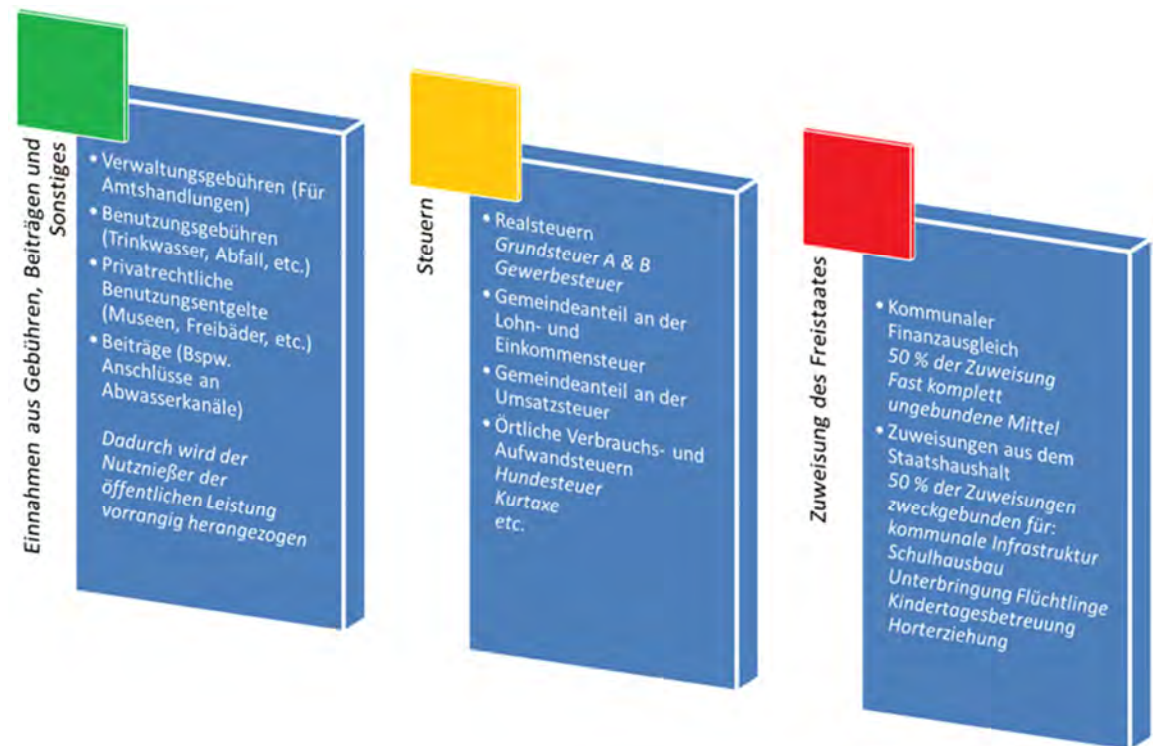 Einnahmen aus Gebühren, Beiträgen und
Sonstiges
• Verwaltungsgebühren (Für
Amtshandlungen)
• Benutzungsgebühren
(Trinkwasser, Abfall, etc.)
• Privatrechtliche
Benutzungsentgelte
(Museen, Freibäder, etc.)
• Beiträge (Bspw.
Anschlüsse an
Abwasserkanäle)
Dadurch wird der
Nutznießer der
öffentlichen Leistung
vorrangig herangezogen
Steuern
• Realsteuern
Grundsteuer A & B
Gewerbesteuer
• Gemeindeanteil an der
Lohn- und
Einkommensteuer
• Gemeindeanteil an der
Umsatzsteuer
• Örtliche Verbrauchs- und
Aufwandsteuern
Hundesteuer
Kurtaxe
etc.
Zuweisung des Freistaates
• Kommunaler
Finanzausgleich
50 % der Zuweisung
Fast komplett
ungebundene Mittel
• Zuweisungen aus dem
Staatshaushalt
50 % der Zuweisungen
zweckgebunden für:
kommunale Infrastruktur
Schulhausbau
Unterbringung Flüchtlinge
Kindertagesbetreuung
Horterziehung